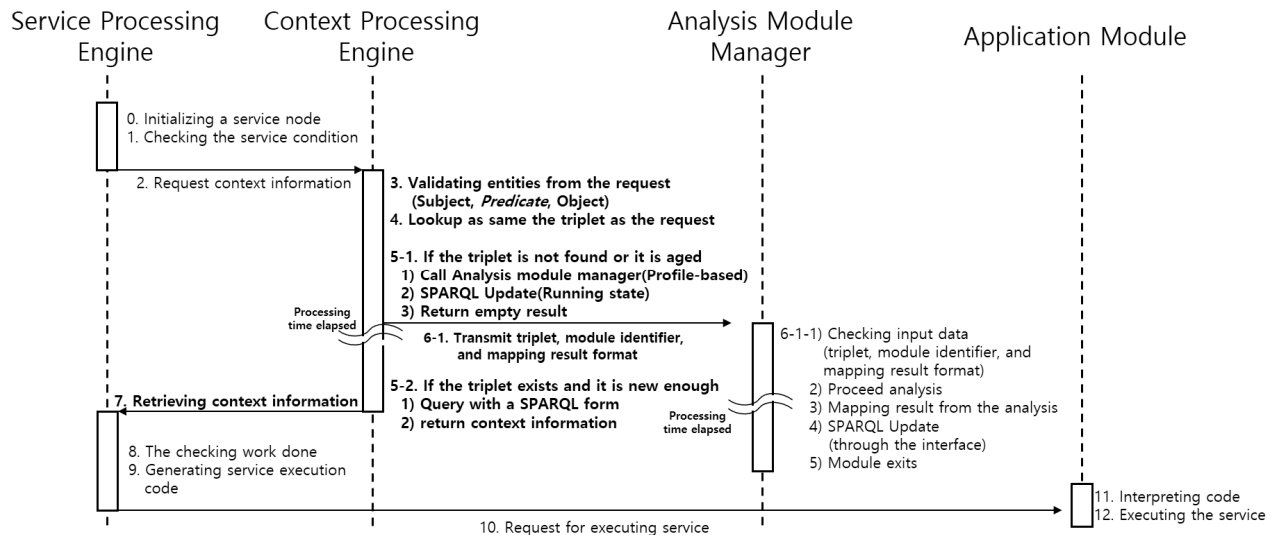 Service Processing
Engine
Context Processing
Engine
Analysis Module
Manager
Application Module
0. Initializing a service node
1. Checking the service condition
2. Request context information
3. Validating entities from the request
(Subject, Predicate, Object)
4. Lookup as same the triplet as the request
5-1. If the triplet is not found or it is aged
1) Call Analysis module manager(Profile-based)
2) SPARQL Update(Running state)
3) Return empty result
Processing
time elapsed
6-1. Transmit triplet, module identifier,
and mapping result format
6-1-1) Checking input data
(triplet, module identifier, and
mapping result format)
2) Proceed analysis
3) Mapping result from the analysis
4) SPARQL Update
(through the interface)
5) Module exits
Processing
time elapsed
5-2. If the triplet exists and it is new enough
1) Query with a SPARQL form
2) return context information
7. Retrieving context information
8. The checking work done
9. Generating service execution
code
10. Request for executing service
11. Interpreting code
12. Executing the service